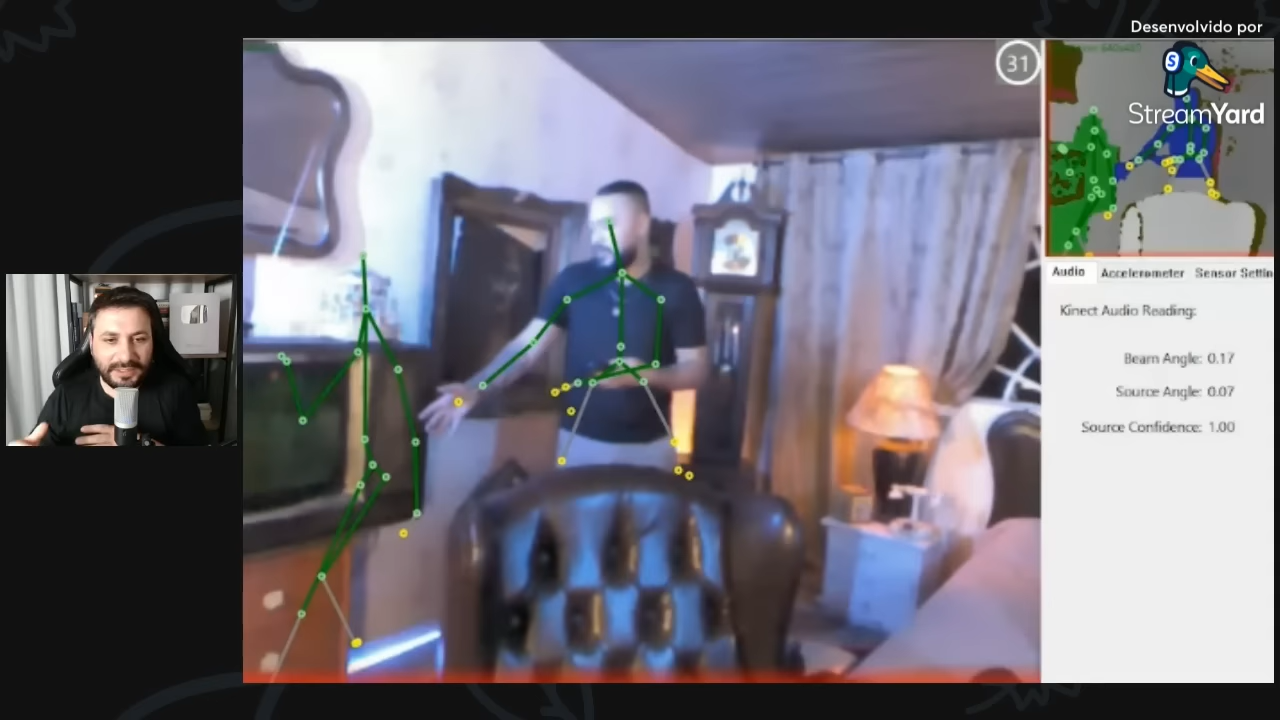 Desenvolvido por
StreamYard
31
Audio Accelerometer Sensor Settin
Kinect Audio Reading:
Beam Angle: 0.17
Source Angle: 0.07
Source Confidence: 1.00